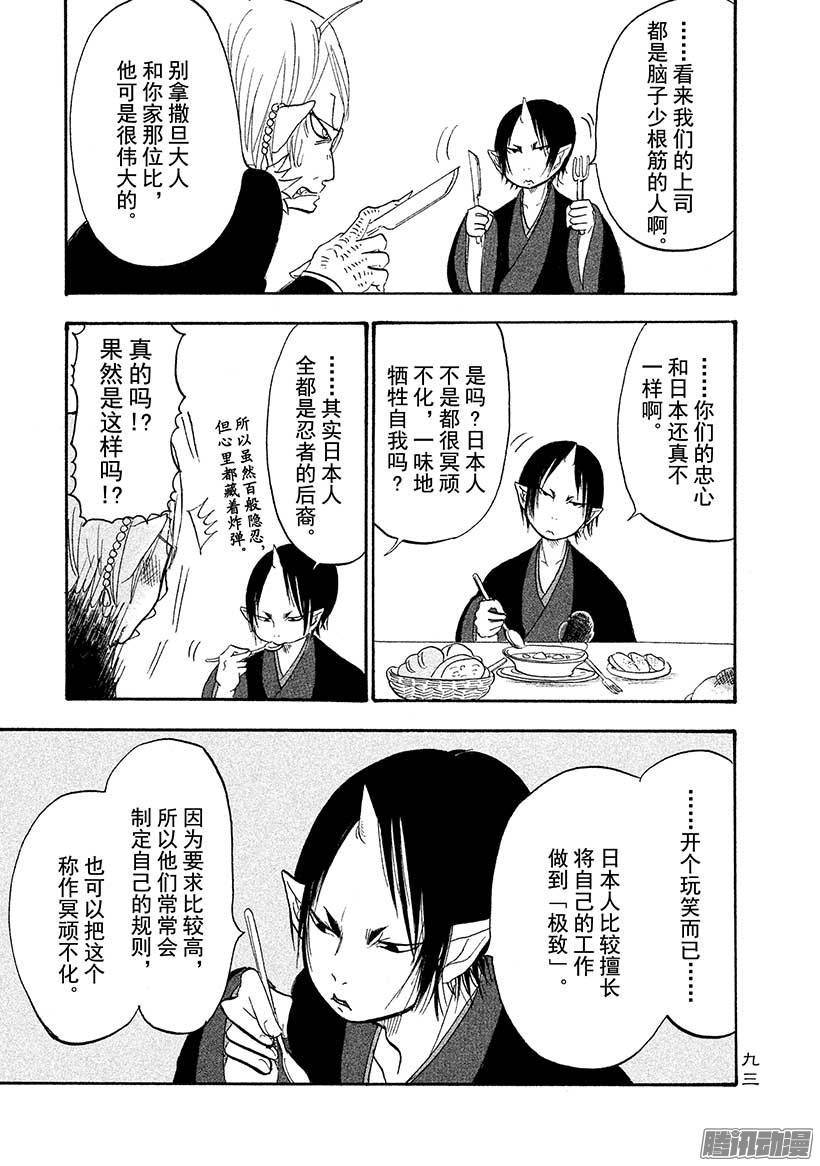 ……看来我们的上司
都是脑子少根筋的人啊。
别拿撒旦大人
和你家那位比，
他可是很伟大的。
……你们的忠心
和日本还真不
一样啊。
是吗？日本人
不是都很冥顽
不化，一味地
牺牲自我吗？
……其实日本人
全都是忍者的后裔。
所以虽然百般隐忍，
但心里都藏着炸弹。
真的吗!?
果然是这样吗!?
……开个玩笑而已……
日本人比较擅长
将自己的工作
做到「极致」。
因为要求比较高，
所以他们常常会
制定自己的规则，
也可以把这个
称作冥顽不化。
九三
腾讯动漫